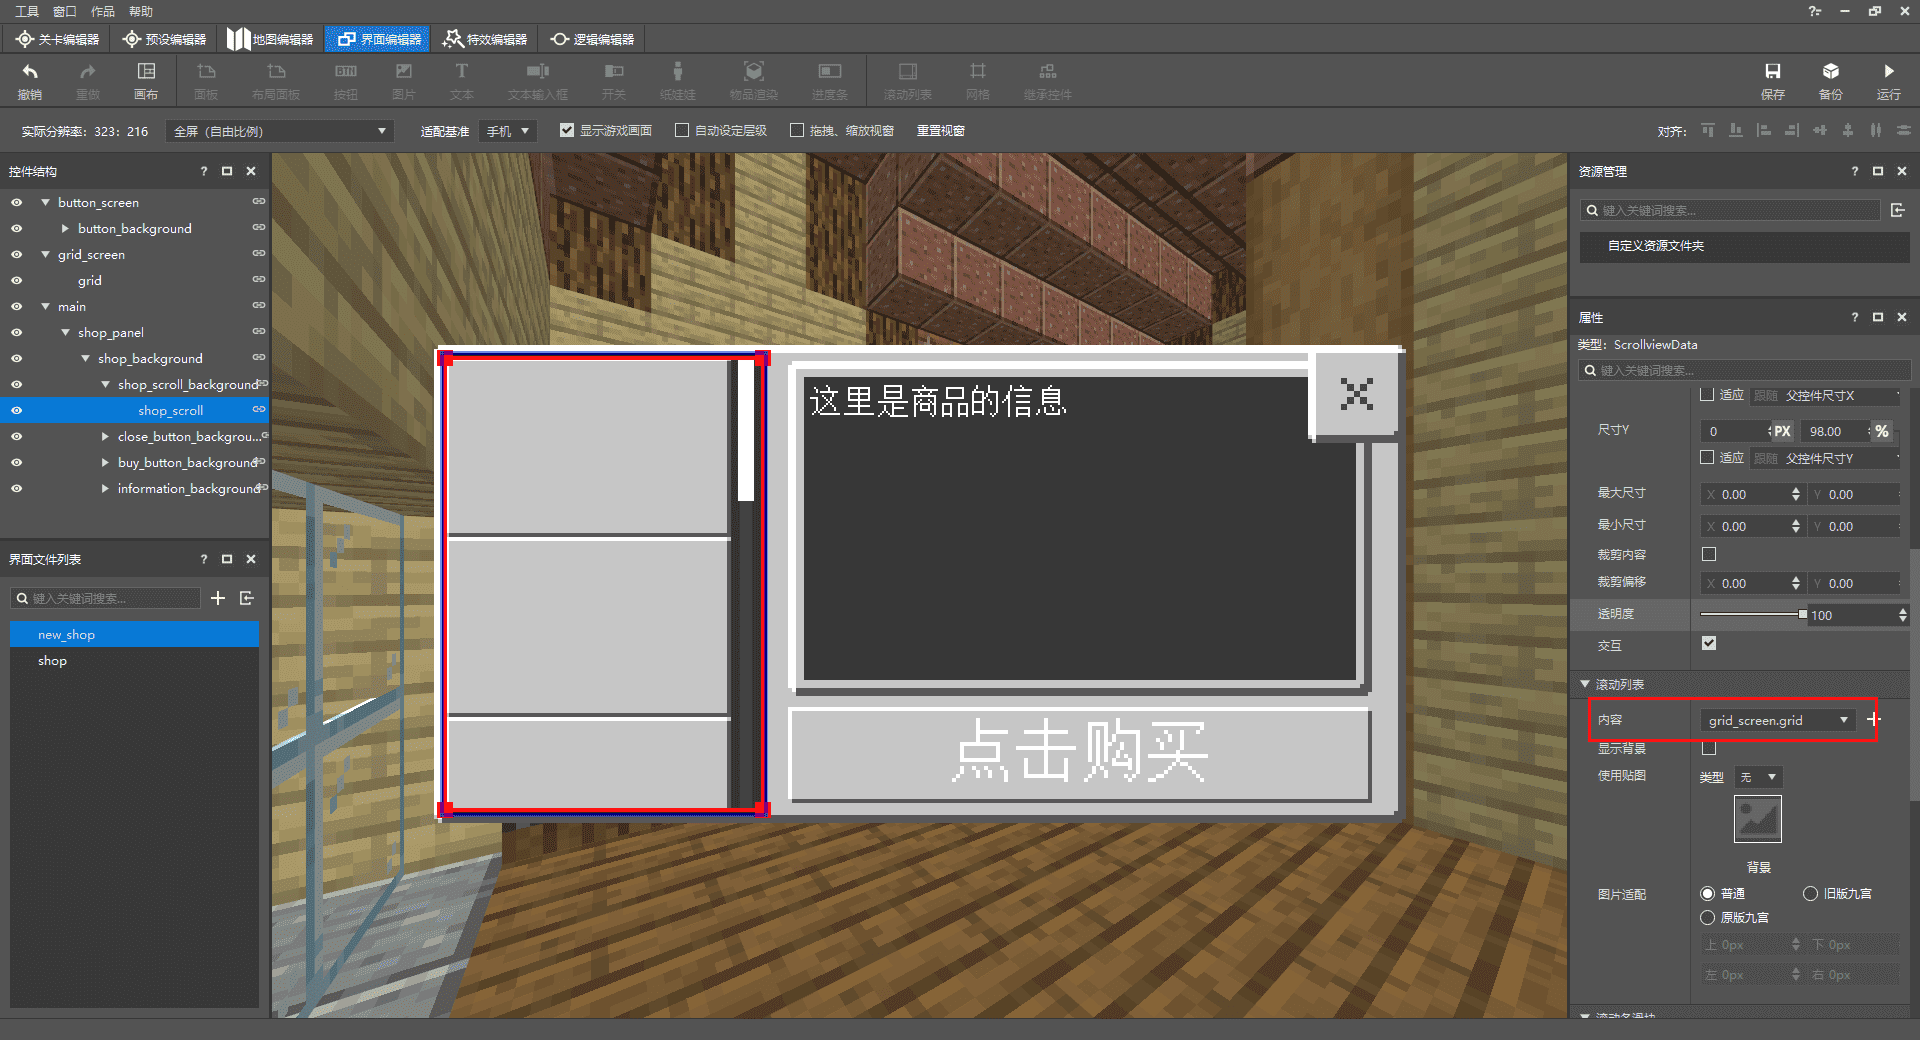 工具 窗口 作品 帮助
关卡编辑器 预设编辑器 地图编辑器 界面编辑器 特效编辑器 逻辑编辑器
撤销 重做 画布 面板 布局面板 按钮 图片 文本 文本输入框 开关 纸娃娃 物品渲染 进度条 滚动列表 网格 继承控件 保存 备份 运行
实际分辨率：323：216 全屏（自由比例） 适配基准 手机 显示游戏画面 自动设定层级 拖拽、缩放视窗 重置视窗 对齐：
控件结构
button_screen
button_background
grid_screen
grid
main
shop_panel
shop_background
shop_scroll_background
shop_scroll
close_button_backgrou...
buy_button_background
information_background
界面文件列表
键入关键词搜索...
new_shop
shop
这里是商品的信息
点击购买
资源管理
键入关键词搜索...
自定义资源文件夹
属性
类型：ScrollviewData
键入关键词搜索...
适应 跟随 父控件尺寸X
尺寸Y 0 PX 98.00 %
适应 跟随 父控件尺寸Y
最大尺寸 X 0.00 Y 0.00
最小尺寸 X 0.00 Y 0.00
裁剪内容
裁剪偏移 X 0.00 Y 0.00
透明度 100
交互
滚动列表
内容 grid_screen.grid
显示背景
使用贴图 类型 无
背景
图片适配 普通 旧版九宫
原版九宫
上 0px 下 0px
左 0px 右 0px
滚动条滑块